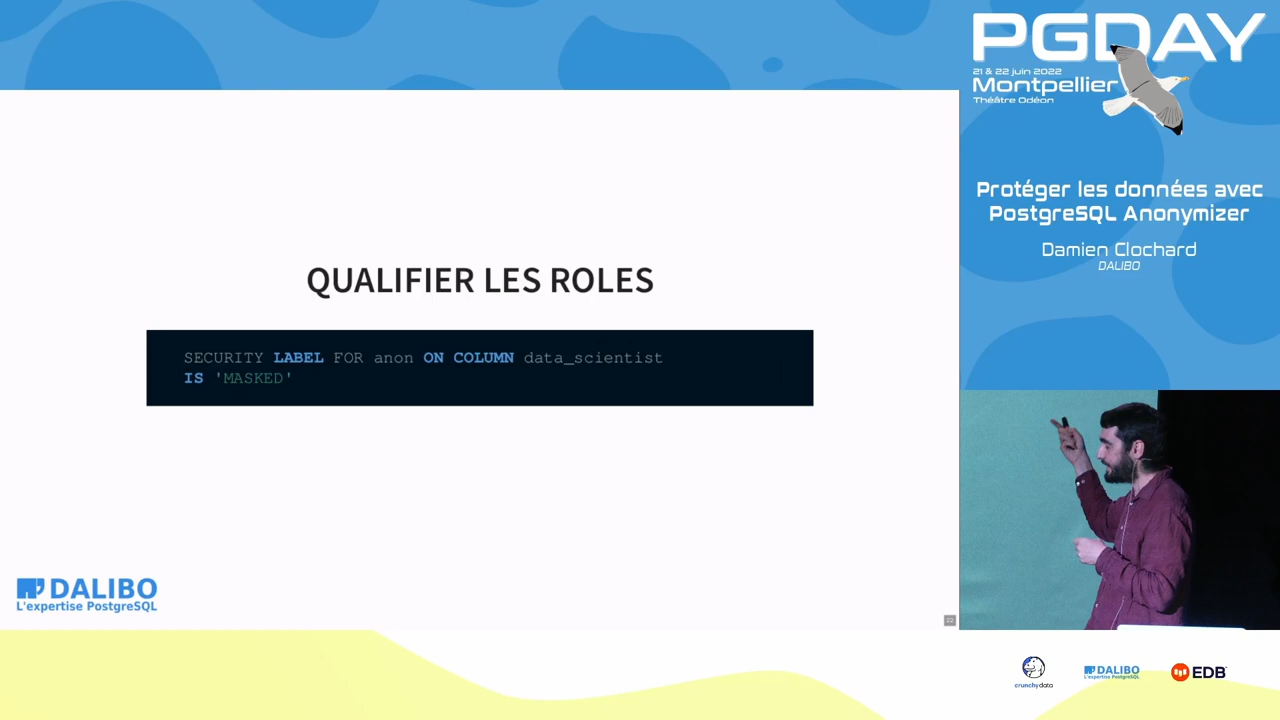 PGDAY
21 & 22 juin 2022
Montpellier
Théâtre Odéon
Protéger les données avec
PostgreSQL Anonymizer
Damien Clochard
DALIBO
QUALIFIER LES ROLES
SECURITY LABEL FOR anon ON COLUMN data_scientist
IS 'MASKED'
DALIBO
L'expertise PostgreSQL
crunchydata
DALIBO
L'expertise PostgreSQL
EDB